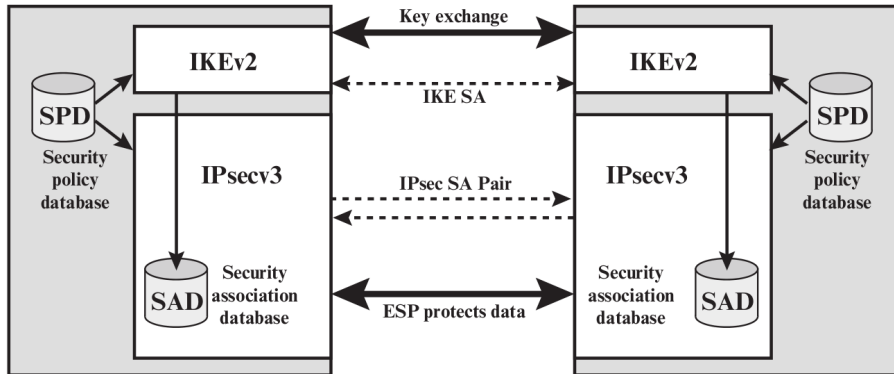 Key exchange
IKEv2
IKEv2
IKE SA
SPD
SPD
Security
policy
database
Security
policy
database
IPsecv3
IPsecv3
IPsec SA Pair
SAD
Security
association
database
Security
association
database
SAD
ESP protects data